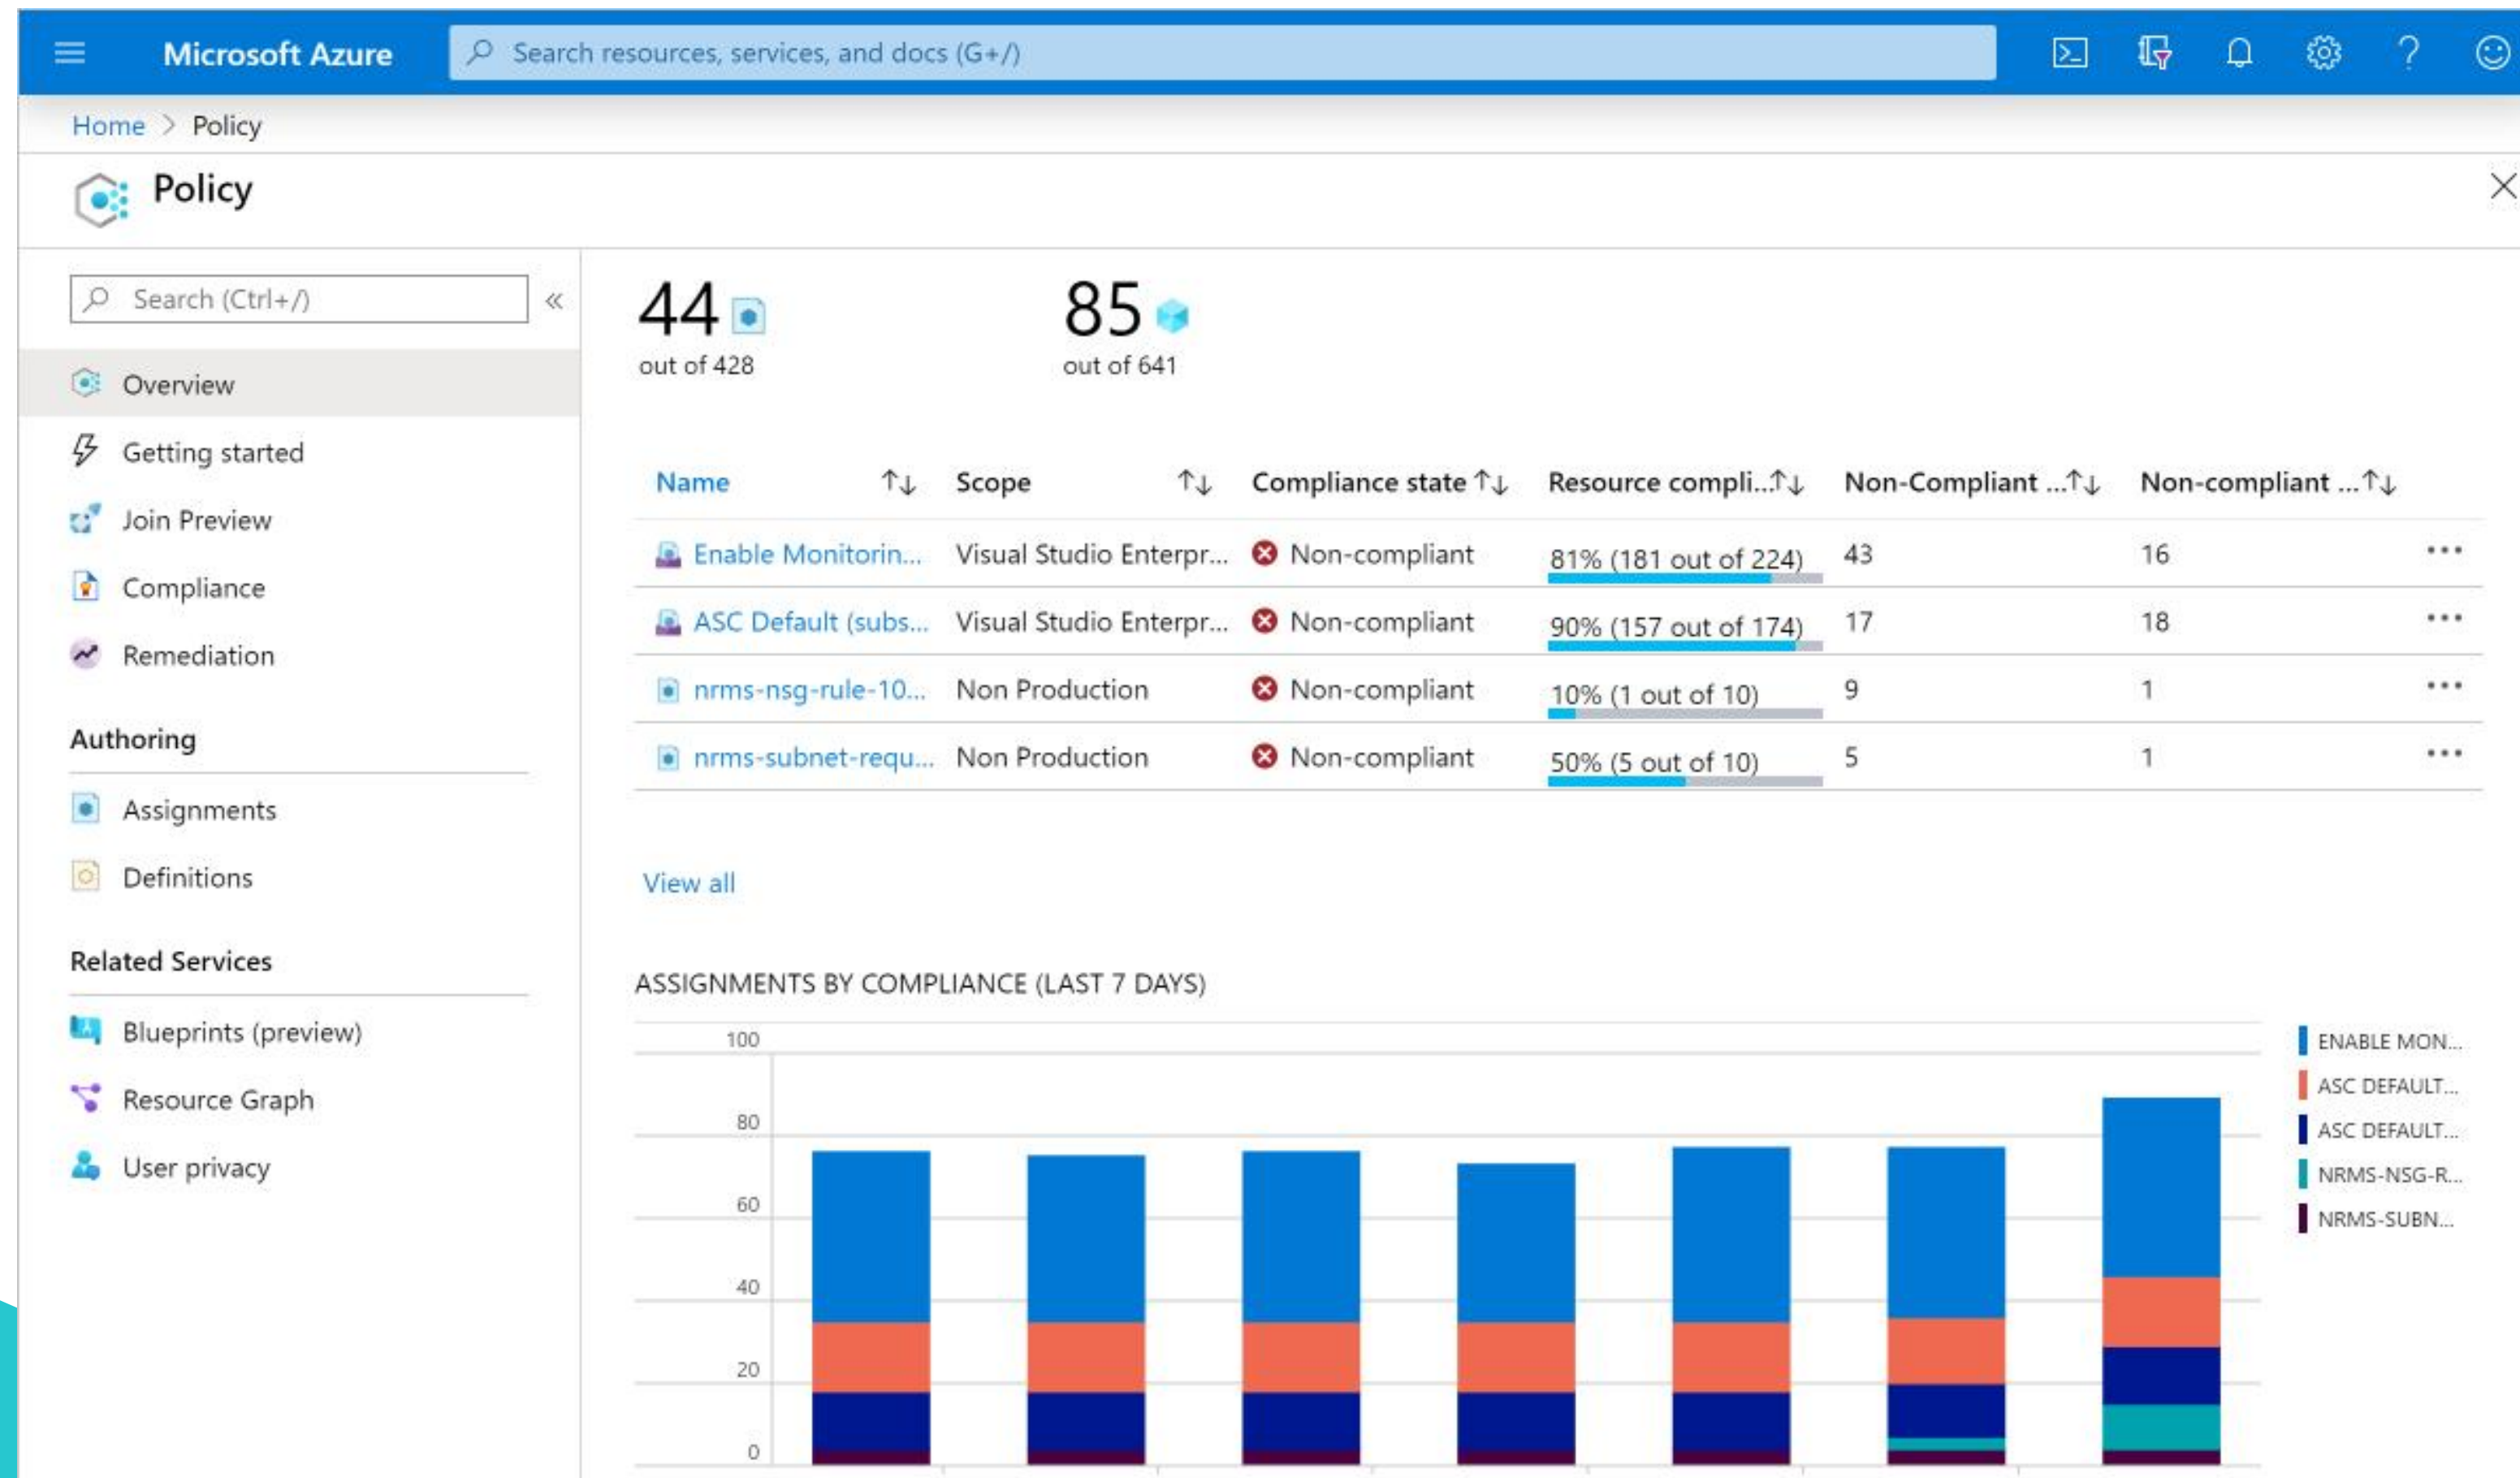 Microsoft Azure
Search resources, services, and docs (G+/)
Home > Policy
Policy
Search (Ctrl+/)
Overview
Getting started
Join Preview
Compliance
Remediation
Authoring
Assignments
Definitions
Related Services
Blueprints (preview)
Resource Graph
User privacy
44
out of 428
85
out of 641
Name Scope Compliance state Resource compli... Non-Compliant ... Non-compliant ...
Enable Monitorin... Visual Studio Enterpr... Non-compliant 81% (181 out of 224) 43 16
ASC Default (subs... Visual Studio Enterpr... Non-compliant 90% (157 out of 174) 17 18
nrms-nsg-rule-10... Non Production Non-compliant 10% (1 out of 10) 9 1
nrms-subnet-requ... Non Production Non-compliant 50% (5 out of 10) 5 1
View all
ASSIGNMENTS BY COMPLIANCE (LAST 7 DAYS)
100
80
60
40
20
0
ENABLE MON...
ASC DEFAULT...
ASC DEFAULT...
NRMS-NSG-R...
NRMS-SUBN...